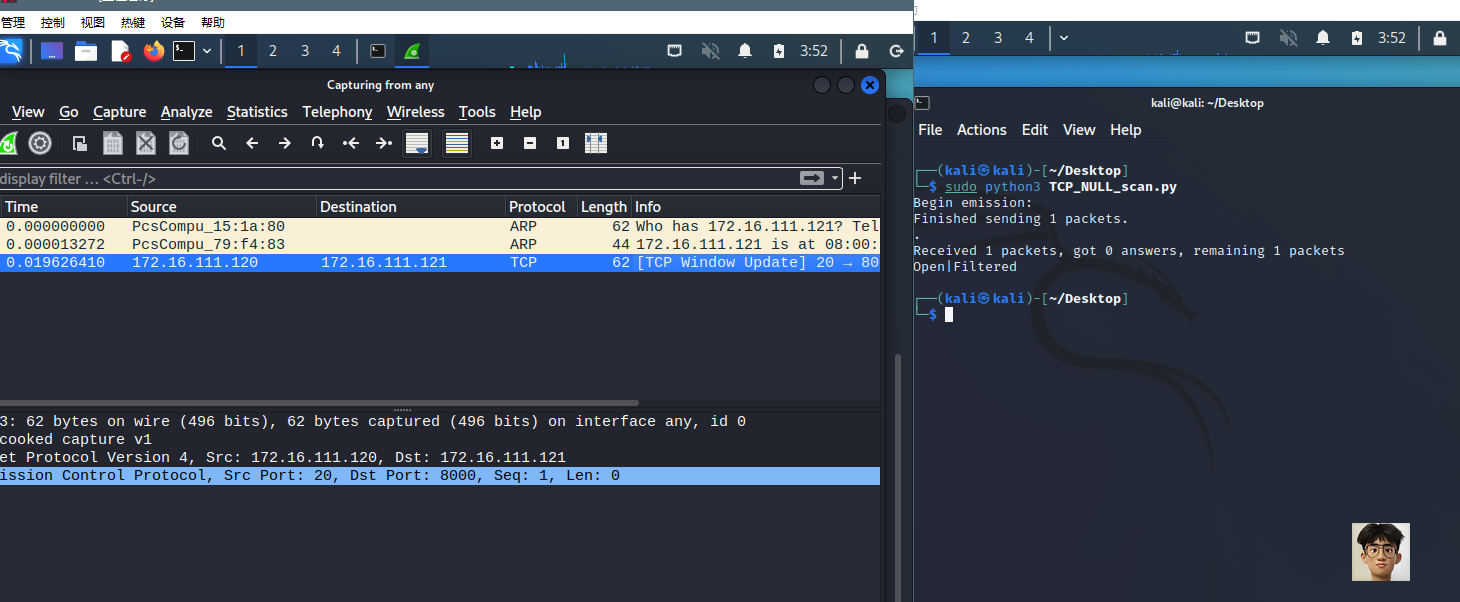 管理 控制 视图 热键 设备 帮助
1 2 3 4 3:52
Capturing from any
View Go Capture Analyze Statistics Telephony Wireless Tools Help
display filter … <Ctrl-/>
Time Source Destination Protocol Length Info
0.000000000 PcsCompu_15:1a:80 ARP 62 Who has 172.16.111.121? Tel
0.000013272 PcsCompu_79:f4:83 ARP 44 172.16.111.121 is at 08:00:
0.019626410 172.16.111.120 172.16.111.121 TCP 62 [TCP Window Update] 20 → 80
3: 62 bytes on wire (496 bits), 62 bytes captured (496 bits) on interface any, id 0
cooked capture v1
et Protocol Version 4, Src: 172.16.111.120, Dst: 172.16.111.121
ission Control Protocol, Src Port: 20, Dst Port: 8000, Seq: 1, Len: 0
1 2 3 4 3:52
kali@kali: ~/Desktop
File Actions Edit View Help
┌──(kali㉿kali)-[~/Desktop]
└─$ sudo python3 TCP_NULL_scan.py
Begin emission:
Finished sending 1 packets.
.
Received 1 packets, got 0 answers, remaining 1 packets
Open|Filtered
┌──(kali㉿kali)-[~/Desktop]
└─$